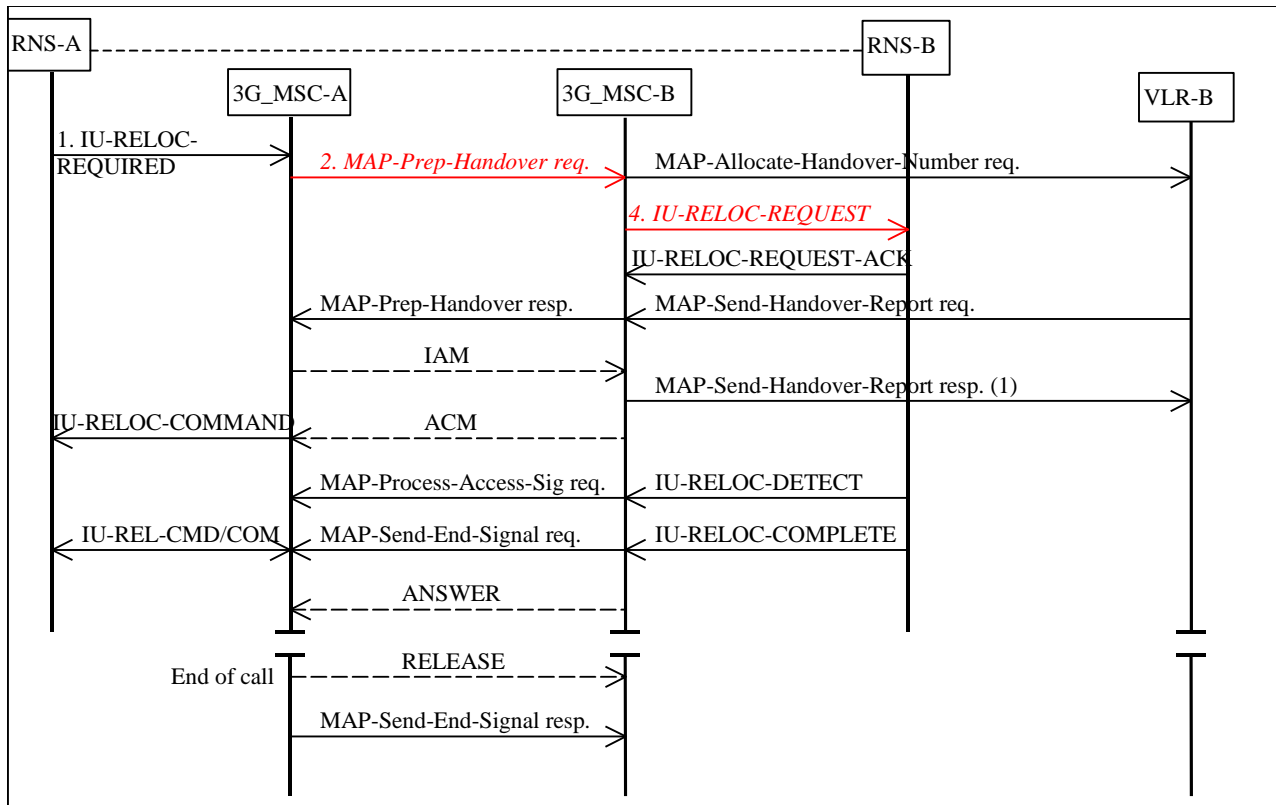 RNS-A
RNS-B
3G_MSC-A
3G_MSC-B
VLR-B
1. IU-RELOC-
REQUIRED
2. MAP-Prep-Handover req.
MAP-Allocate-Handover-Number req.
4. IU-RELOC-REQUEST
IU-RELOC-REQUEST-ACK
MAP-Prep-Handover resp.
MAP-Send-Handover-Report req.
IAM
MAP-Send-Handover-Report resp. (1)
IU-RELOC-COMMAND
ACM
MAP-Process-Access-Sig req.
IU-RELOC-DETECT
IU-REL-CMD/COM
MAP-Send-End-Signal req.
IU-RELOC-COMPLETE
ANSWER
RELEASE
End of call
MAP-Send-End-Signal resp.